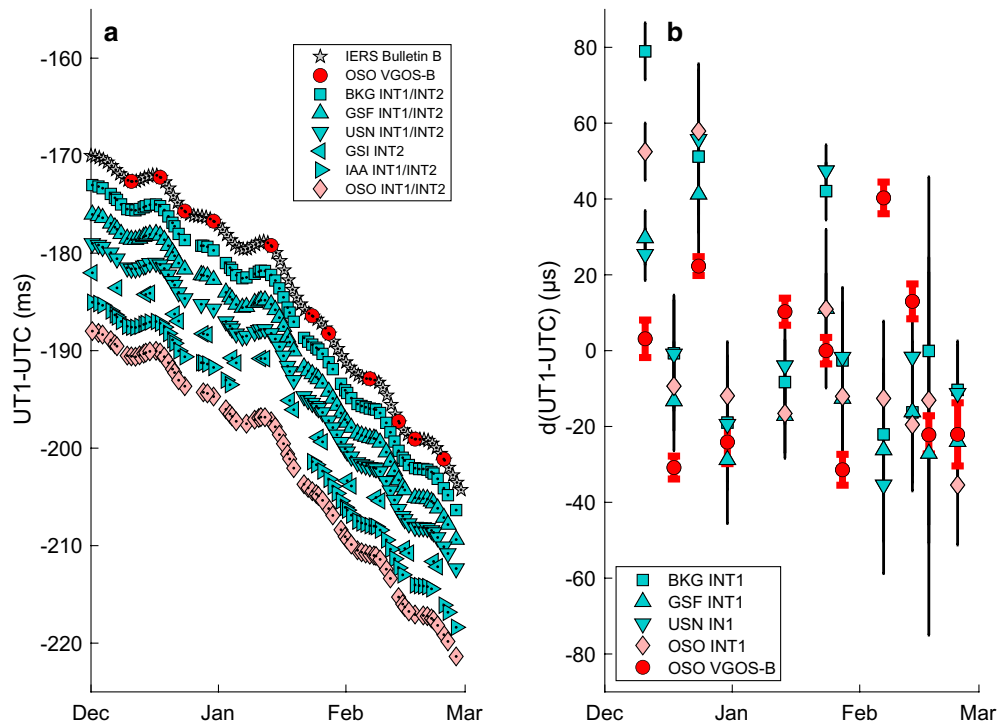 a
UT1-UTC (ms)
-160
-170
-180
-190
-200
-210
-220
Dec
Jan
Feb
Mar
IERS Bulletin B
OSO VGOS-B
BKG INT1/INT2
GSF INT1/INT2
USN INT1/INT2
GSI INT2
IAA INT1/INT2
OSO INT1/INT2
b
d(UT1-UTC) (µs)
80
60
40
20
0
-20
-40
-60
-80
Dec
Jan
Feb
Mar
BKG INT1
GSF INT1
USN IN1
OSO INT1
OSO VGOS-B